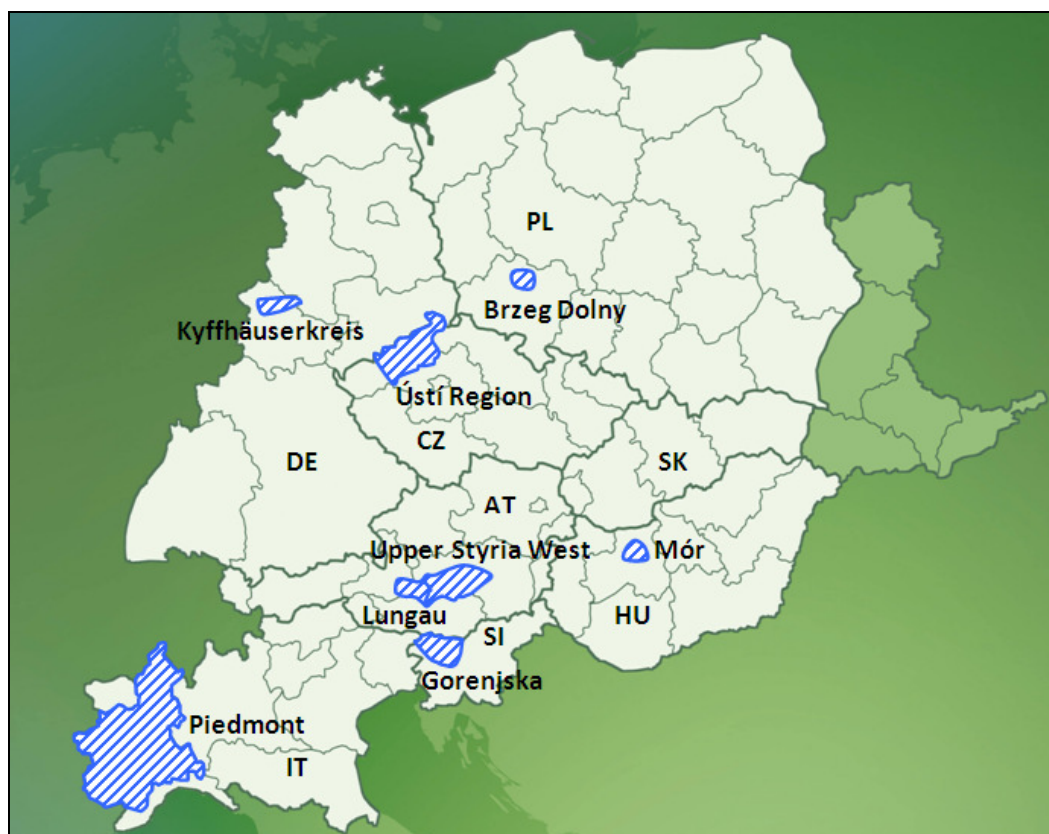 PL
Brzeg Dolny
Kyffhäuserkreis
Ústí Region
CZ
DE
SK
AT
Upper Styria West
Mór
Lungau
HU
SI
Gorenjska
Piedmont
IT